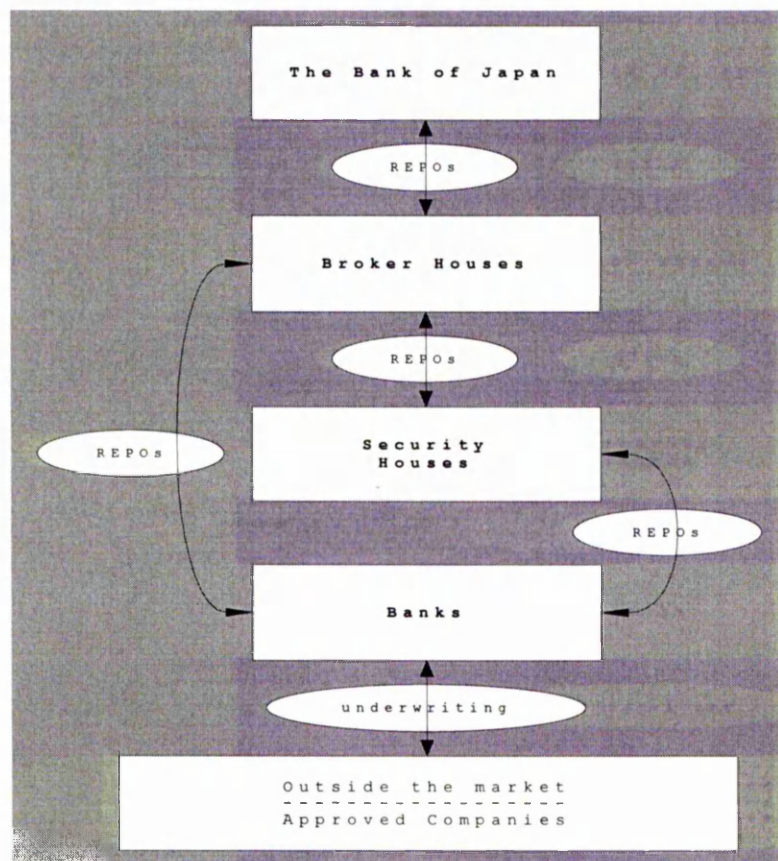 The Bank of Japan
REPOs
Broker Houses
REPOs
REPOs
Security
Houses
REPOs
Banks
underwriting
Outside the market
Approved Companies